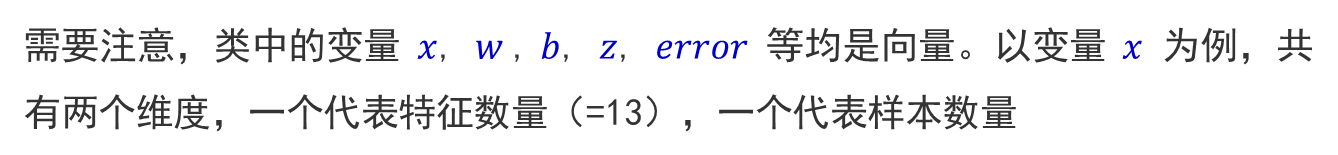 需要注意，类中的变量 x, w , b, z, error 等均是向量。以变量 x 为例，共
有两个维度，一个代表特征数量（=13），一个代表样本数量